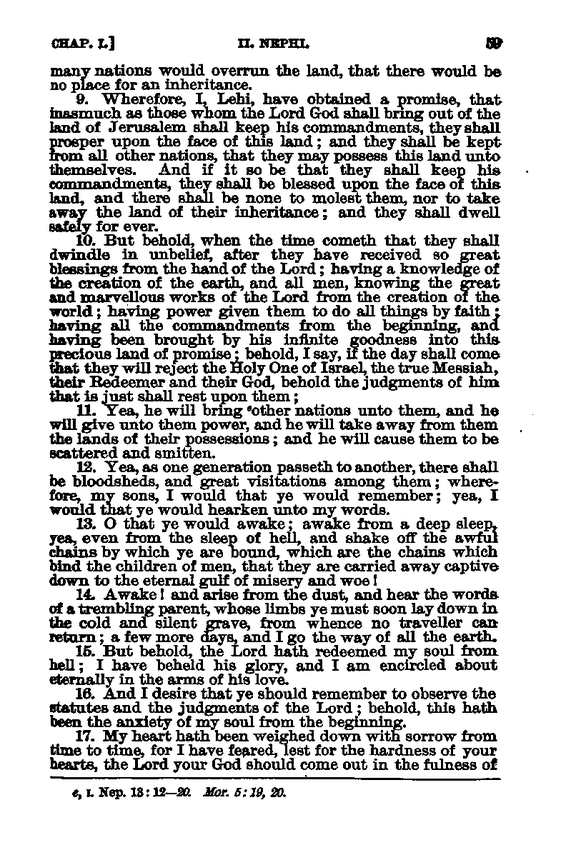 CHAP. I.] II. NEPHI. 59
many nations would overrun the land, that there would be
no place for an inheritance.
9. Wherefore, I, Lehi, have obtained a promise, that
inasmuch as those whom the Lord God shall bring out of the
land of Jerusalem shall keep his commandments, they shall
prosper upon the face of this land; and they shall be kept
from all other nations, that they may possess this land unto
themselves. And if it so be that they shall keep his
commandments, they shall be blessed upon the face of this
land, and there shall be none to molest them, nor to take
away the land of their inheritance; and they shall dwell
safely for ever.
10. But behold, when the time cometh that they shall
dwindle in unbelief, after they have received so great
blessings from the hand of the Lord; having a knowledge of
the creation of the earth, and all men, knowing the great
and marvellous works of the Lord from the creation of the
world; having power given them to do all things by faith;
having all the commandments from the beginning, and
having been brought by his infinite goodness into this
precious land of promise; behold, I say, if the day shall come
that they will reject the Holy One of Israel, the true Messiah,
their Redeemer and their God, behold the judgments of him
that is just shall rest upon them;
11. Yea, he will bring ᵉother nations unto them, and he
will give unto them power, and he will take away from them
the lands of their possessions; and he will cause them to be
scattered and smitten.
12. Yea, as one generation passeth to another, there shall
be bloodsheds, and great visitations among them; where-
fore, my sons, I would that ye would remember; yea, I
would that ye would hearken unto my words.
13. O that ye would awake; awake from a deep sleep,
yea, even from the sleep of hell, and shake off the awful
chains by which ye are bound, which are the chains which
bind the children of men, that they are carried away captive
down to the eternal gulf of misery and woe!
14. Awake! and arise from the dust, and hear the words
of a trembling parent, whose limbs ye must soon lay down in
the cold and silent grave, from whence no traveller can
return; a few more days, and I go the way of all the earth.
15. But behold, the Lord hath redeemed my soul from
hell; I have beheld his glory, and I am encircled about
eternally in the arms of his love.
16. And I desire that ye should remember to observe the
statutes and the judgments of the Lord; behold, this hath
been the anxiety of my soul from the beginning.
17. My heart hath been weighed down with sorrow from
time to time, for I have feared, lest for the hardness of your
hearts, the Lord your God should come out in the fulness of
e, I. Nep. 13: 12—20. Mor. 5: 19, 20.